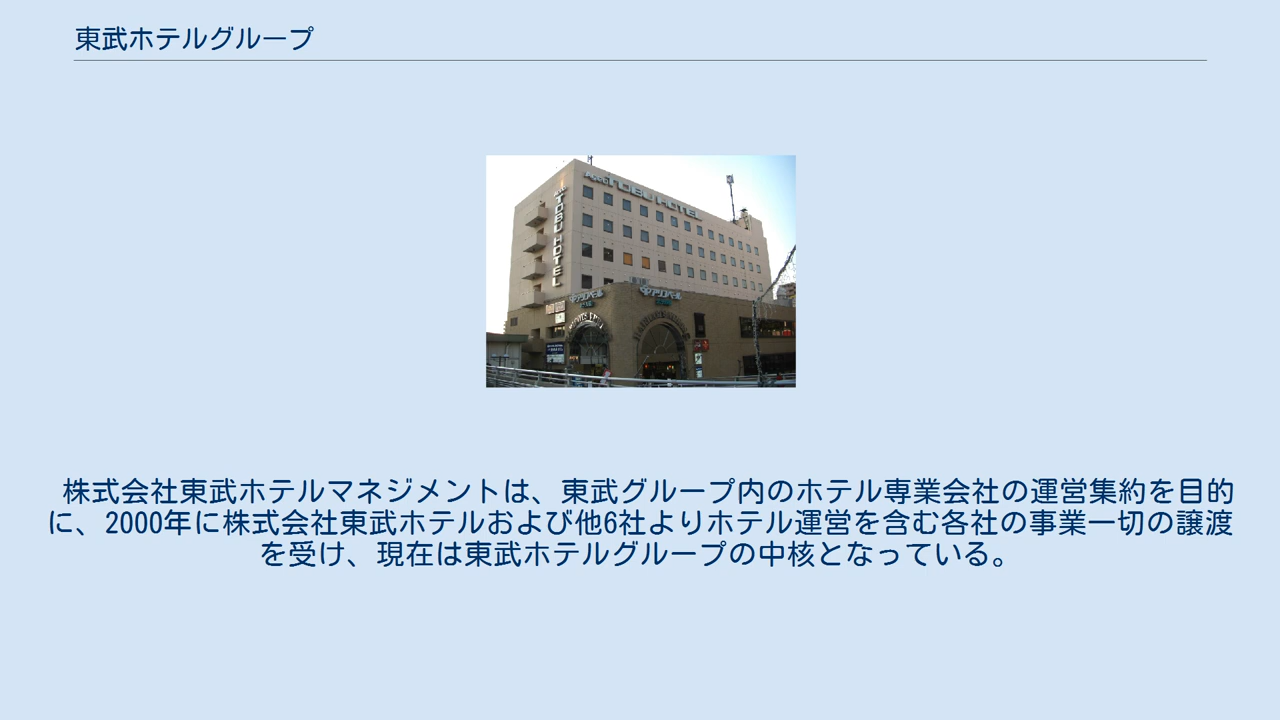 東武ホテルグループ
TOBU HOTEL
TOBU HOTEL
株式会社東武ホテルマネジメントは、東武グループ内のホテル専業会社の運営集約を目的
に、2000年に株式会社東武ホテルおよび他6社よりホテル運営を含む各社の事業一切の譲渡
を受け、現在は東武ホテルグループの中核となっている。